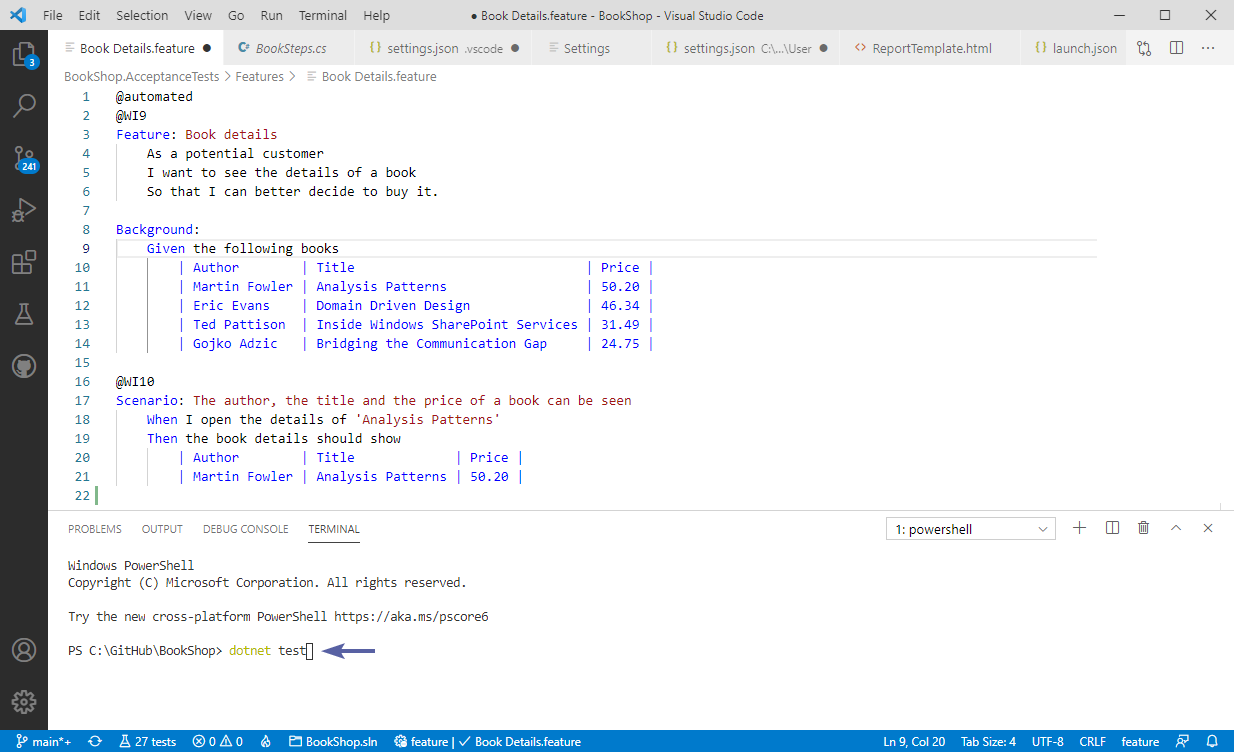 File Edit Selection View Go Run Terminal Help ● Book Details.feature - BookShop - Visual Studio Code
Book Details.feature ● C# BookSteps.cs {} settings.json .vscode ● Settings {} settings.json C:\...\User ● <> ReportTemplate.html {} launch.json ...
BookShop.AcceptanceTests > Features > Book Details.feature
3
241
1 @automated
2 @WI9
3 Feature: Book details
4 As a potential customer
5 I want to see the details of a book
6 So that I can better decide to buy it.
7
8 Background:
9 Given the following books
10 | Author | Title | Price |
11 | Martin Fowler | Analysis Patterns | 50.20 |
12 | Eric Evans | Domain Driven Design | 46.34 |
13 | Ted Pattison | Inside Windows SharePoint Services | 31.49 |
14 | Gojko Adzic | Bridging the Communication Gap | 24.75 |
15
16 @WI10
17 Scenario: The author, the title and the price of a book can be seen
18 When I open the details of 'Analysis Patterns'
19 Then the book details should show
20 | Author | Title | Price |
21 | Martin Fowler | Analysis Patterns | 50.20 |
22
PROBLEMS OUTPUT DEBUG CONSOLE TERMINAL 1: powershell
Windows PowerShell
Copyright (C) Microsoft Corporation. All rights reserved.
Try the new cross-platform PowerShell https://aka.ms/pscore6
PS C:\GitHub\BookShop> dotnet test
main*+ 27 tests 0 0 BookShop.sln feature | ✓ Book Details.feature Ln 9, Col 20 Tab Size: 4 UTF-8 CRLF feature